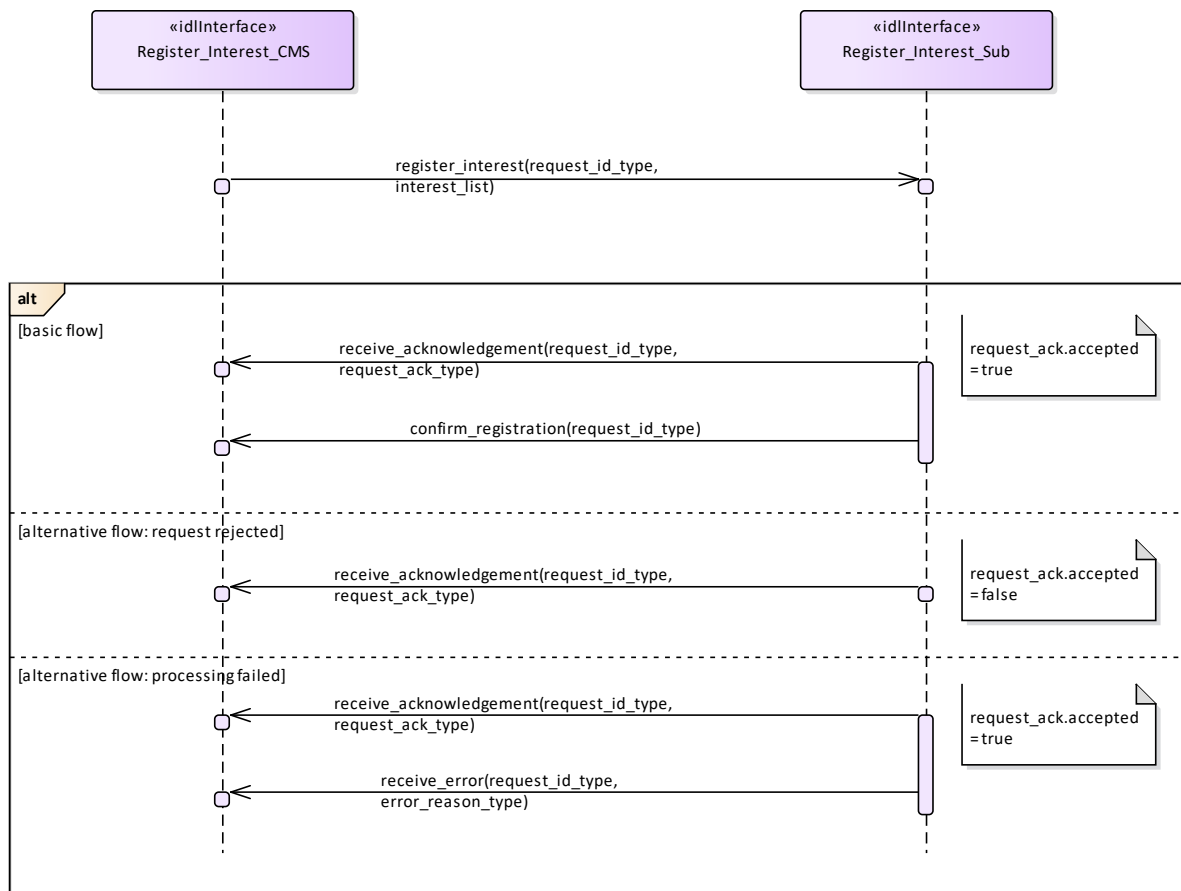 «idlInterface»
Register_Interest_CMS
«idlInterface»
Register_Interest_Sub
register_interest(request_id_type,
interest_list)
alt
[basic flow]
receive_acknowledgement(request_id_type,
request_ack_type)
request_ack.accepted
= true
confirm_registration(request_id_type)
[alternative flow: request rejected]
receive_acknowledgement(request_id_type,
request_ack_type)
request_ack.accepted
= false
[alternative flow: processing failed]
receive_acknowledgement(request_id_type,
request_ack_type)
request_ack.accepted
= true
receive_error(request_id_type,
error_reason_type)